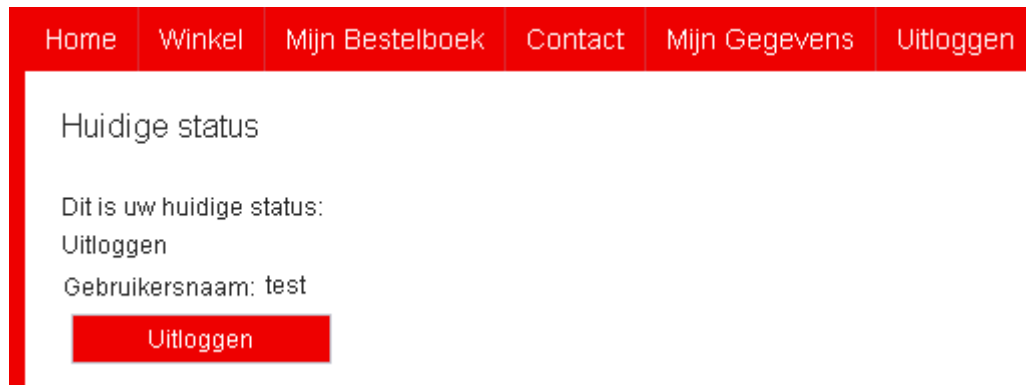 Home Winkel Mijn Bestelboek Contact Mijn Gegevens Uitloggen
Huidige status
Dit is uw huidige status:
Uitloggen
Gebruikersnaam: test
Uitloggen